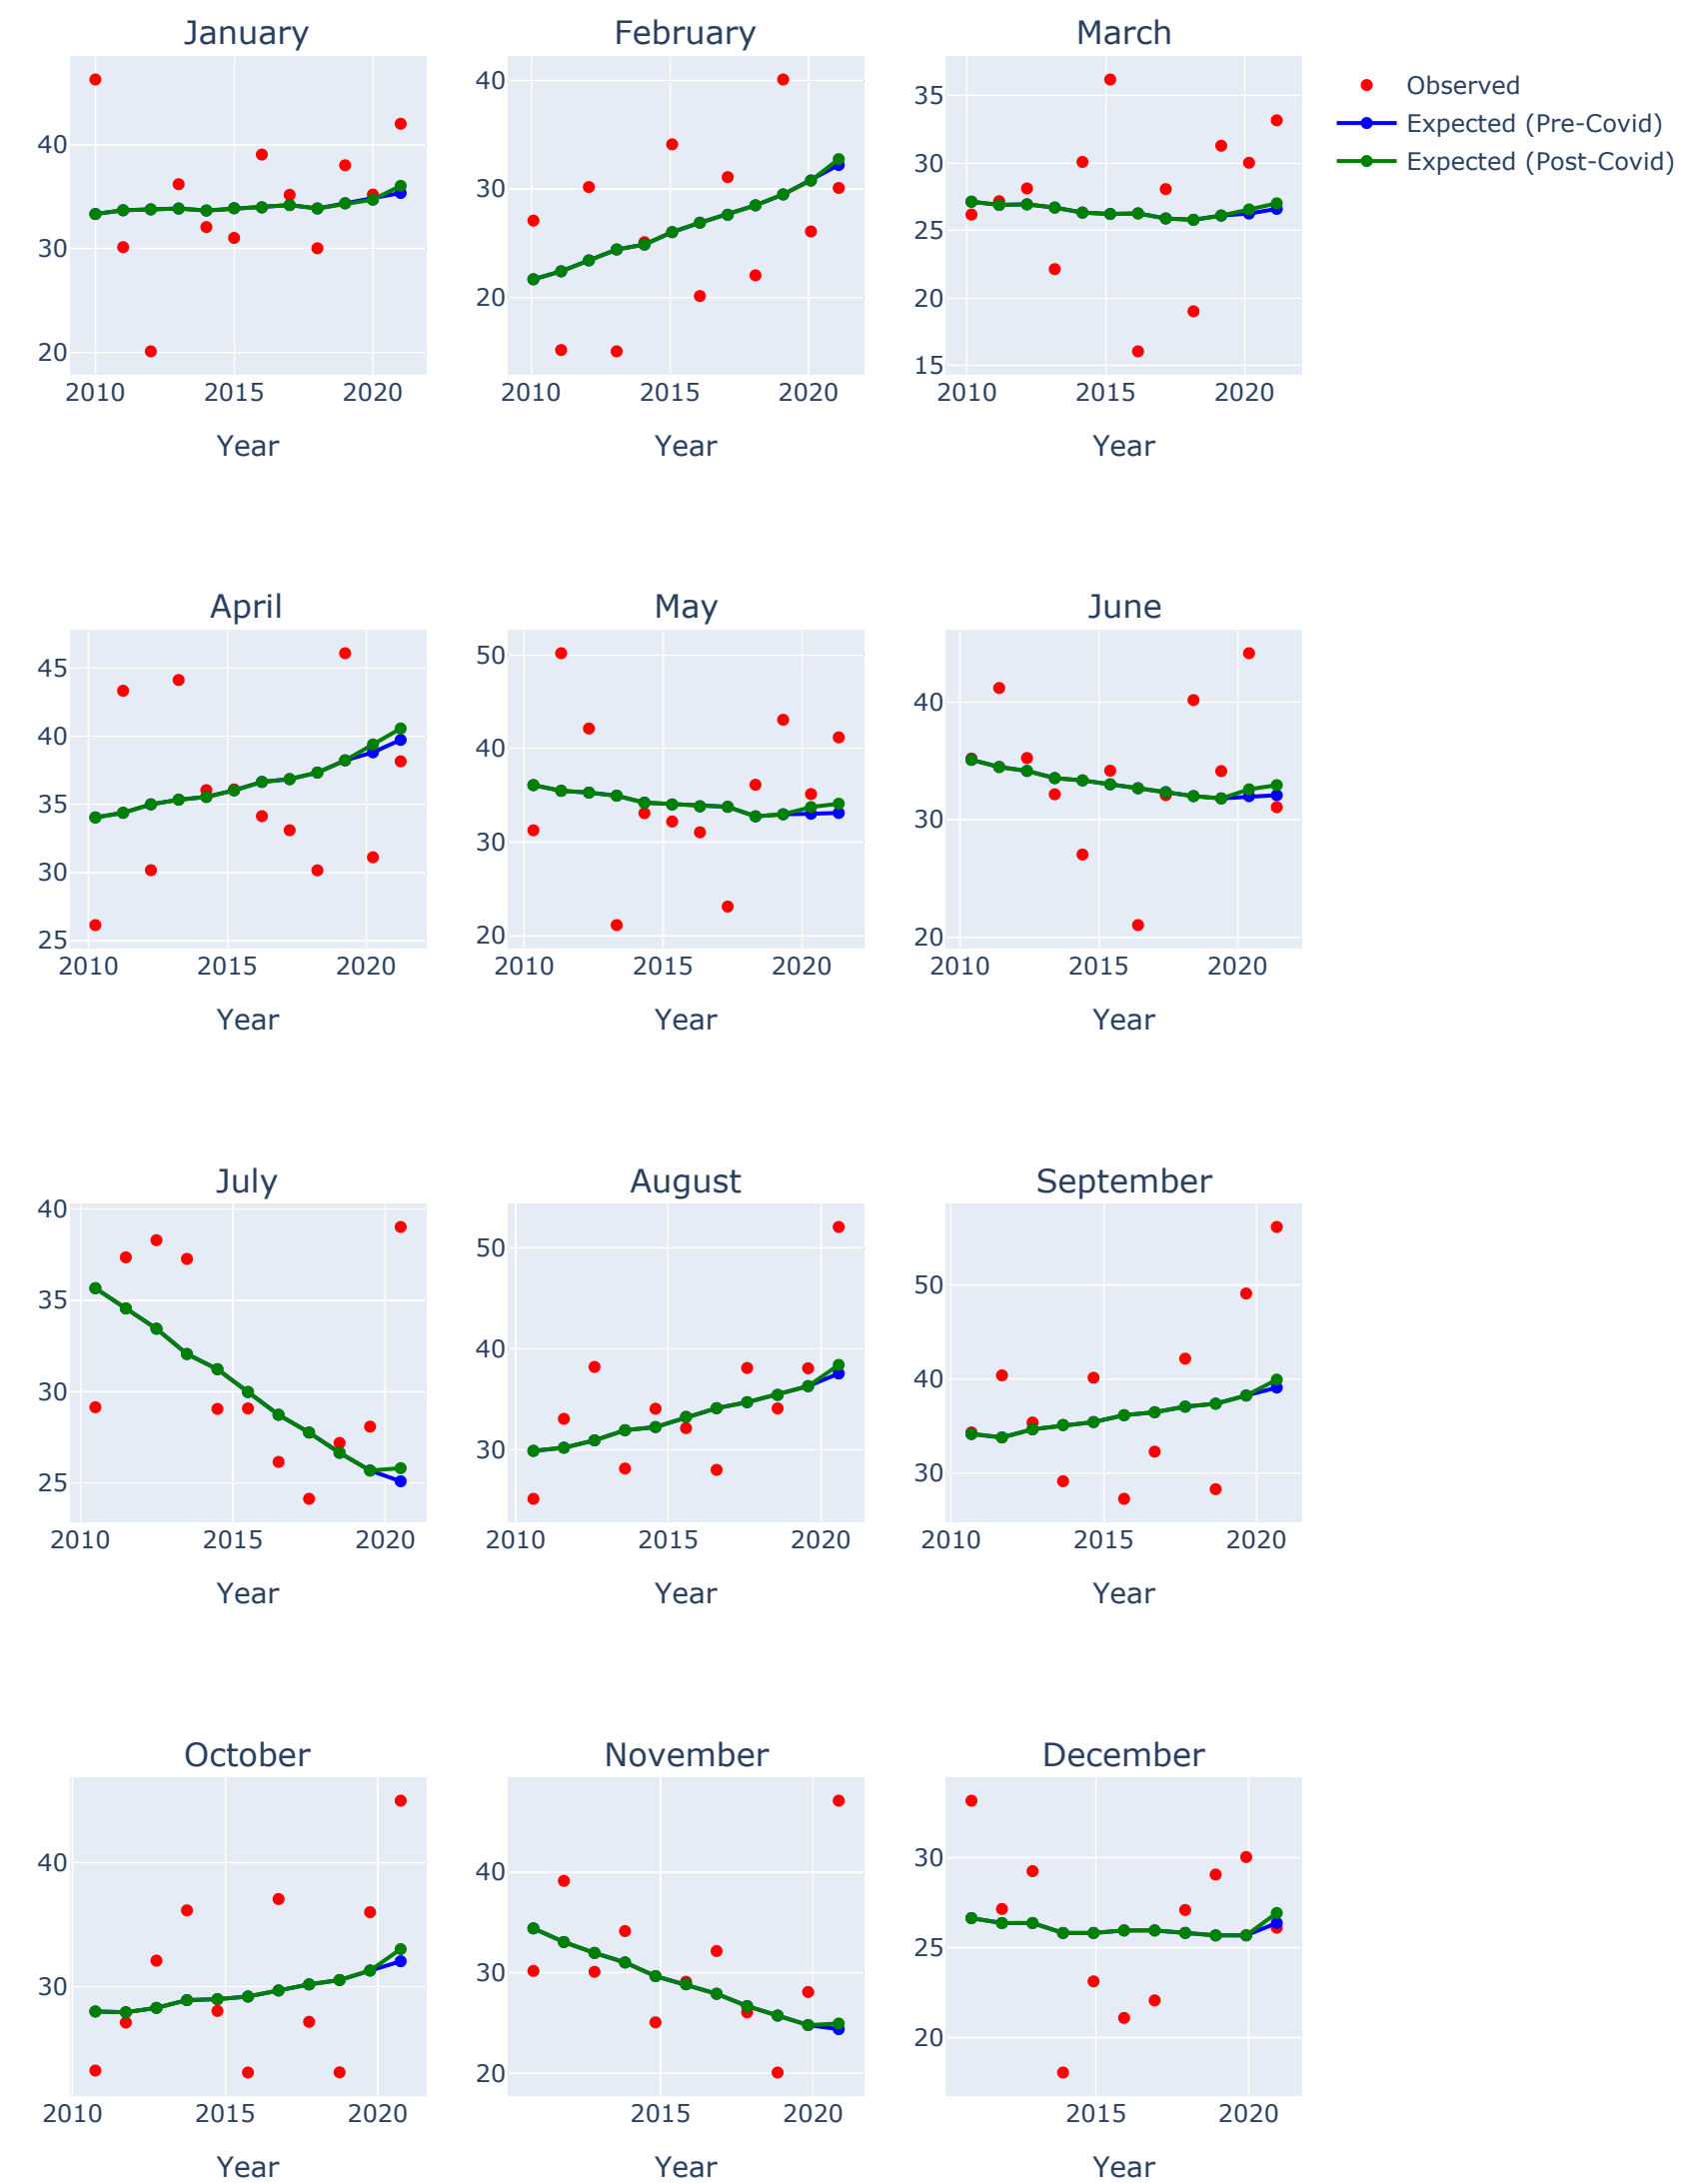 January
February
March
40
30
20
2010
2015
2020
Year
40
30
20
2010
2015
2020
Year
35
30
25
20
15
2010
2015
2020
Year
Observed
Expected (Pre-Covid)
Expected (Post-Covid)
April
May
June
45
40
35
30
25
2010
2015
2020
Year
50
40
30
20
2010
2015
2020
Year
40
30
20
2010
2015
2020
Year
July
August
September
40
35
30
25
2010
2015
2020
Year
50
40
30
2010
2015
2020
Year
50
40
30
2010
2015
2020
Year
October
November
December
40
30
2010
2015
2020
Year
40
30
20
2015
2020
Year
30
25
20
2015
2020
Year